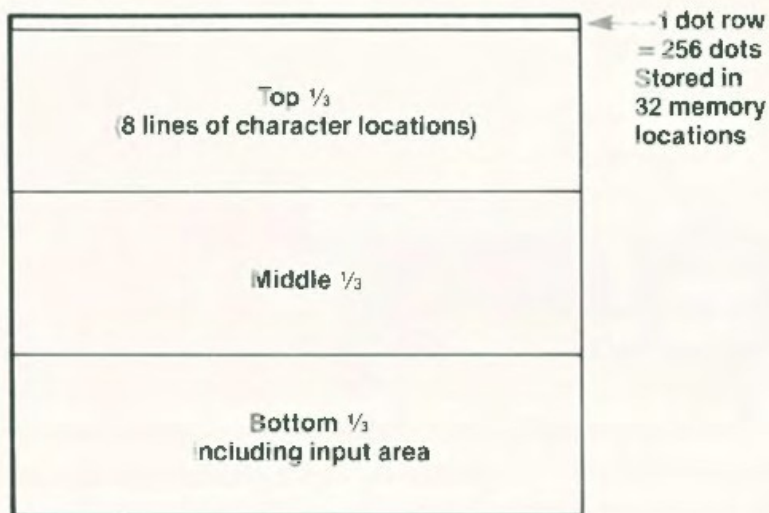 1 dot row
= 256 dots
Stored in
32 memory
locations
Top ⅓
(8 lines of character locations)
Middle ⅓
Bottom ⅓
including input area